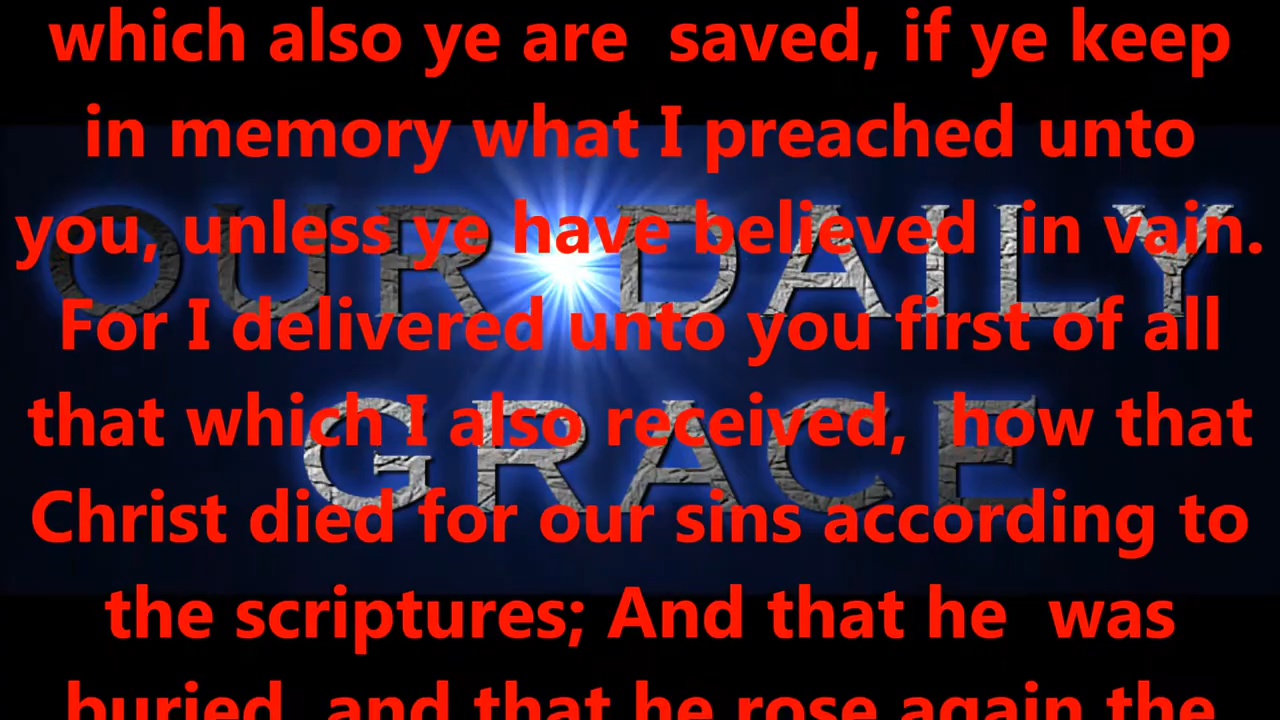 which also ye are saved, if ye keep
in memory what I preached unto
you, unless ye have believed in vain.
For I delivered unto you first of all
that which I also received, how that
Christ died for our sins according to
the scriptures; And that he was
buried, and that he rose again the
OUR DAILY
GRACE